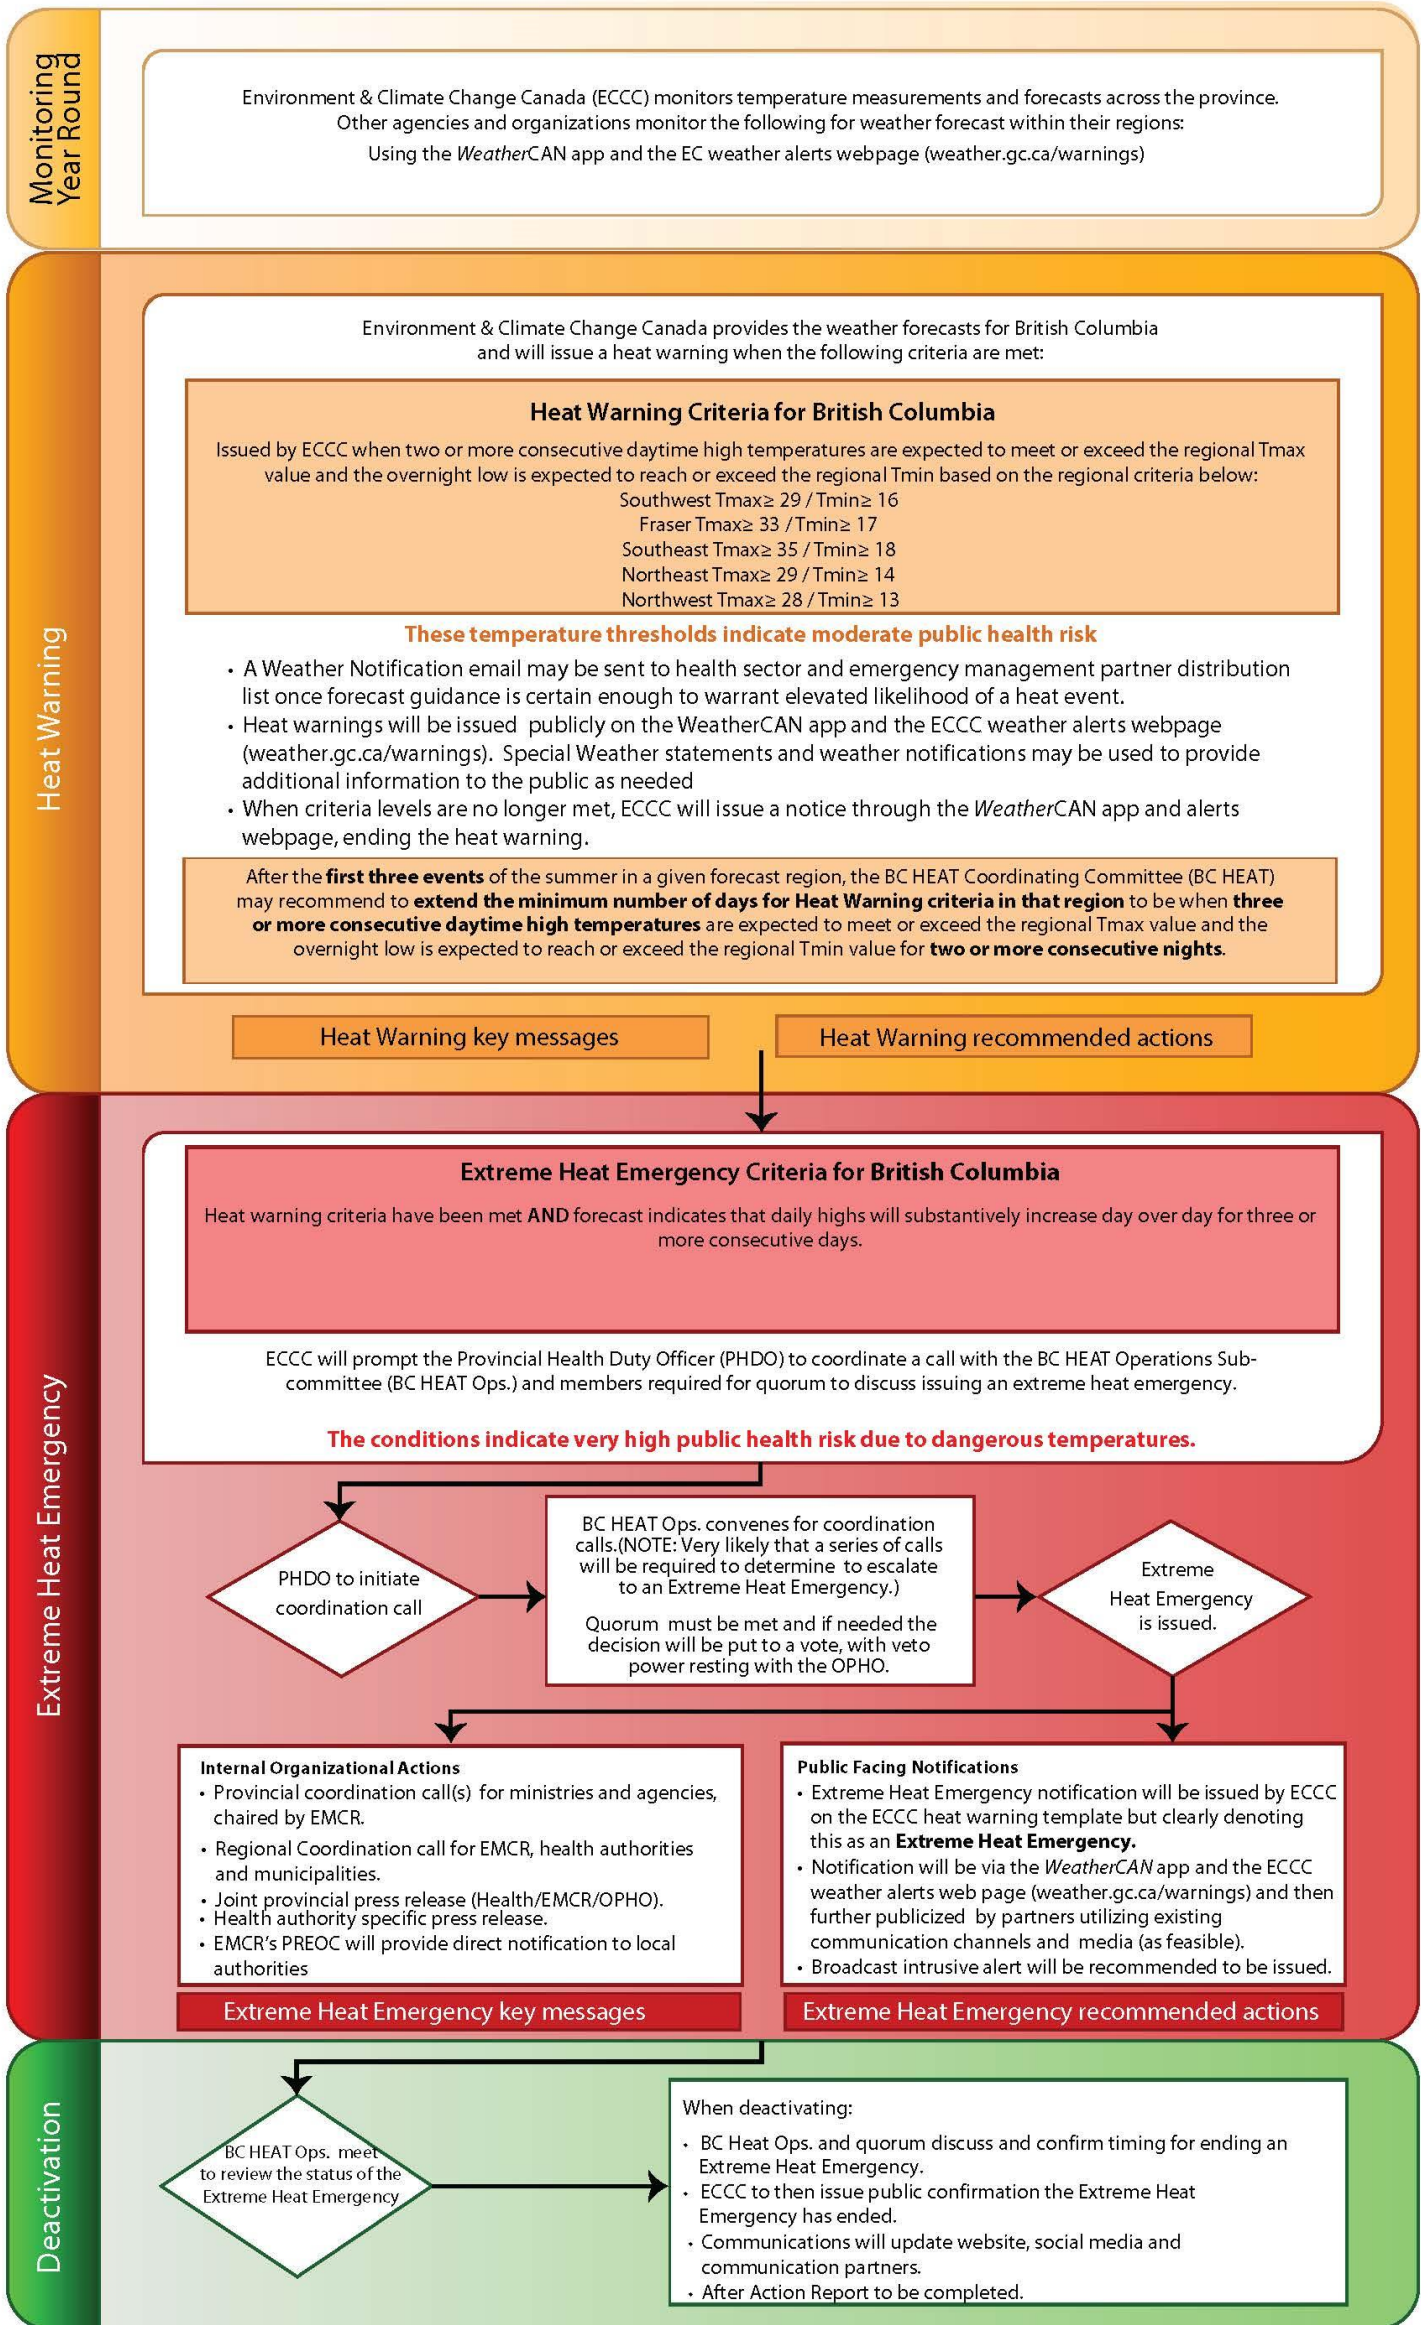 Monitoring
Year Round
Environment & Climate Change Canada (ECCC) monitors temperature measurements and forecasts across the province.
Other agencies and organizations monitor the following for weather forecast within their regions:
Using the WeatherCAN app and the EC weather alerts webpage (weather.gc.ca/warnings)
Heat Warning
Environment & Climate Change Canada provides the weather forecasts for British Columbia
and will issue a heat warning when the following criteria are met:
Heat Warning Criteria for British Columbia
Issued by ECCC when two or more consecutive daytime high temperatures are expected to meet or exceed the regional Tmax
value and the overnight low is expected to reach or exceed the regional Tmin based on the regional criteria below:
Southwest Tmax≥ 29 / Tmin≥ 16
Fraser Tmax≥ 33 / Tmin≥ 17
Southeast Tmax≥ 35 / Tmin≥ 18
Northeast Tmax≥ 29 / Tmin≥ 14
Northwest Tmax≥ 28 / Tmin≥ 13
These temperature thresholds indicate moderate public health risk
• A Weather Notification email may be sent to health sector and emergency management partner distribution
list once forecast guidance is certain enough to warrant elevated likelihood of a heat event.
• Heat warnings will be issued publicly on the WeatherCAN app and the ECCC weather alerts webpage
(weather.gc.ca/warnings). Special Weather statements and weather notifications may be used to provide
additional information to the public as needed
• When criteria levels are no longer met, ECCC will issue a notice through the WeatherCAN app and alerts
webpage, ending the heat warning.
After the first three events of the summer in a given forecast region, the BC HEAT Coordinating Committee (BC HEAT)
may recommend to extend the minimum number of days for Heat Warning criteria in that region to be when three
or more consecutive daytime high temperatures are expected to meet or exceed the regional Tmax value and the
overnight low is expected to reach or exceed the regional Tmin value for two or more consecutive nights.
Heat Warning key messages
Heat Warning recommended actions
Extreme Heat Emergency
Extreme Heat Emergency Criteria for British Columbia
Heat warning criteria have been met AND forecast indicates that daily highs will substantively increase day over day for three or
more consecutive days.
ECCC will prompt the Provincial Health Duty Officer (PHDO) to coordinate a call with the BC HEAT Operations Sub-
committee (BC HEAT Ops.) and members required for quorum to discuss issuing an extreme heat emergency.
The conditions indicate very high public health risk due to dangerous temperatures.
PHDO to initiate
coordination call
BC HEAT Ops. convenes for coordination
calls.(NOTE: Very likely that a series of calls
will be required to determine to escalate
to an Extreme Heat Emergency.)
Quorum must be met and if needed the
decision will be put to a vote, with veto
power resting with the OPHO.
Extreme
Heat Emergency
is issued.
Internal Organizational Actions
• Provincial coordination call(s) for ministries and agencies,
chaired by EMCR.
• Regional Coordination call for EMCR, health authorities
and municipalities.
• Joint provincial press release (Health/EMCR/OPHO).
• Health authority specific press release.
• EMCR's PREOC will provide direct notification to local
authorities
Public Facing Notifications
• Extreme Heat Emergency notification will be issued by ECCC
on the ECCC heat warning template but clearly denoting
this as an Extreme Heat Emergency.
• Notification will be via the WeatherCAN app and the ECCC
weather alerts web page (weather.gc.ca/warnings) and then
further publicized by partners utilizing existing
communication channels and media (as feasible).
• Broadcast intrusive alert will be recommended to be issued.
Extreme Heat Emergency key messages
Extreme Heat Emergency recommended actions
Deactivation
BC HEAT Ops. meet
to review the status of the
Extreme Heat Emergency
When deactivating:
• BC Heat Ops. and quorum discuss and confirm timing for ending an
Extreme Heat Emergency.
• ECCC to then issue public confirmation the Extreme Heat
Emergency has ended.
• Communications will update website, social media and
communication partners.
• After Action Report to be completed.